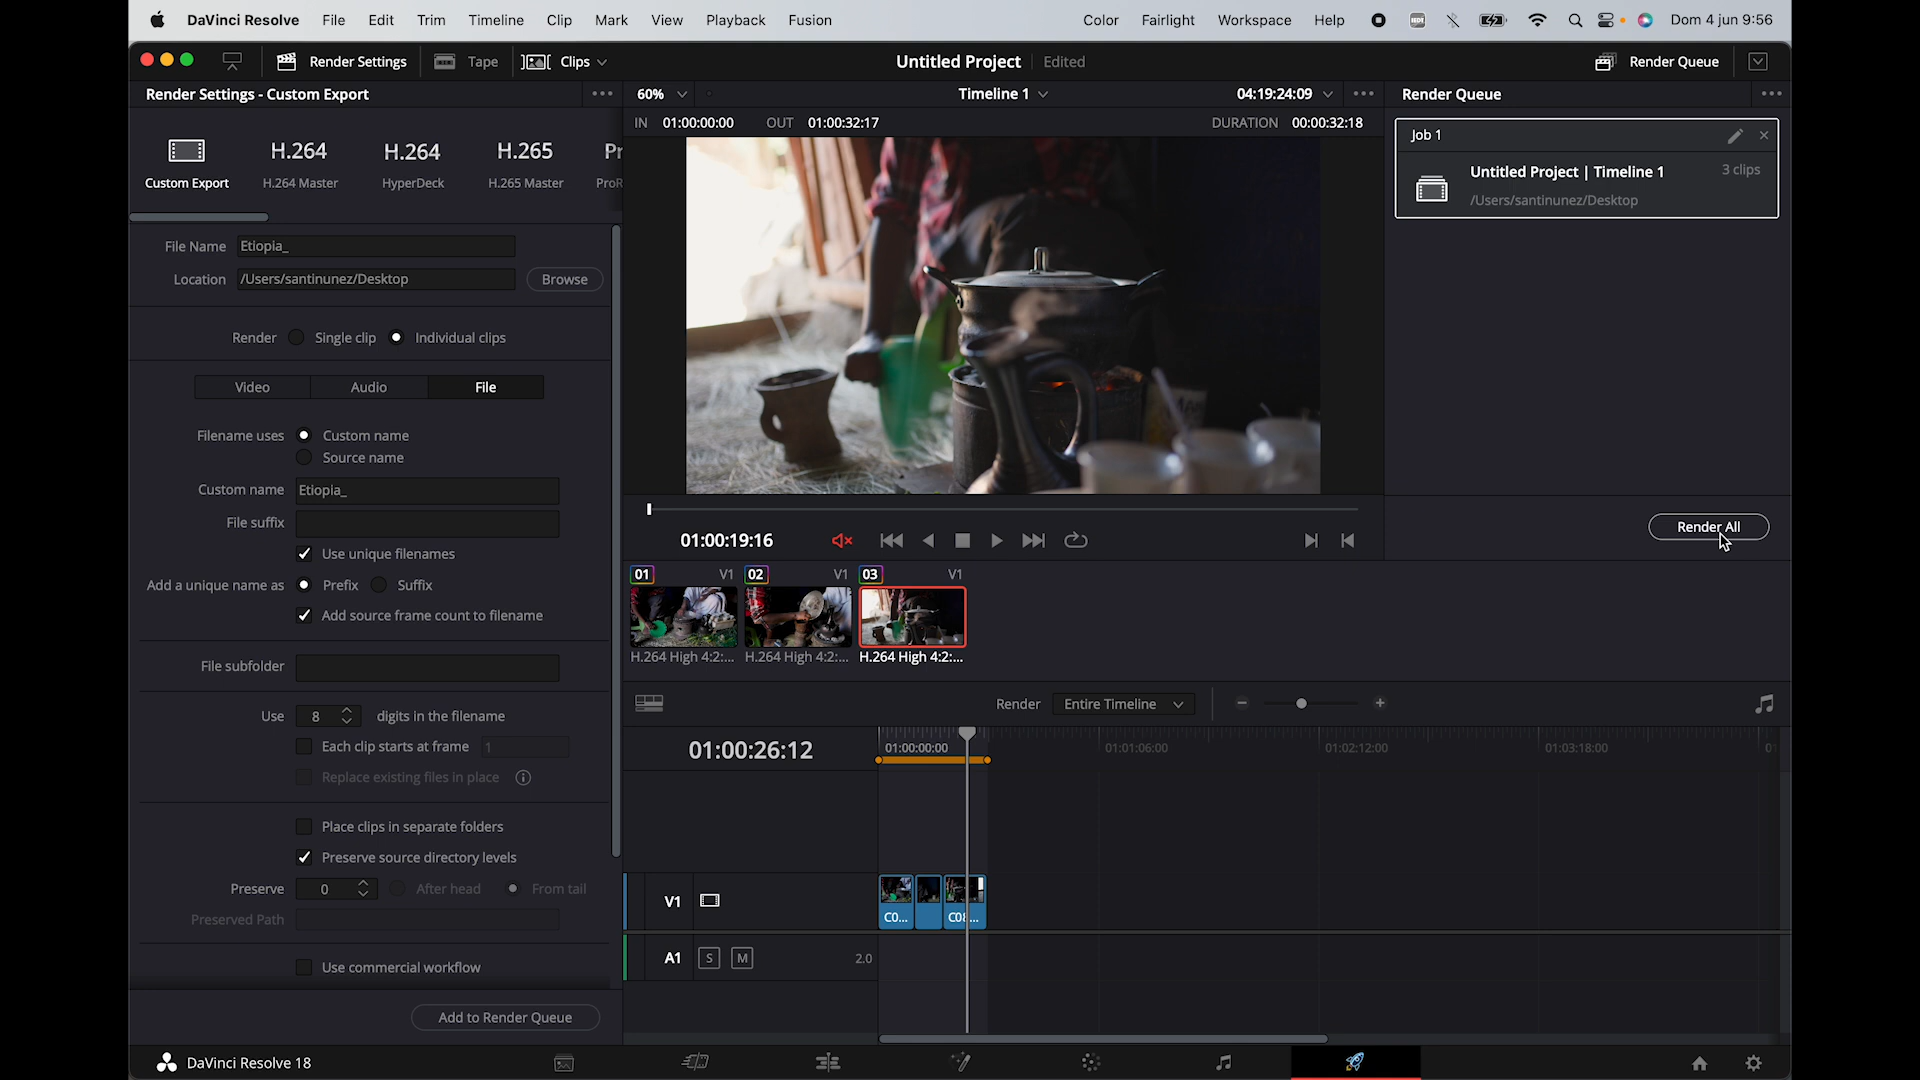 DaVinci Resolve File Edit Trim Timeline Clip Mark View Playback Fusion Color Fairlight Workspace Help Dom 4 jun 9:56
Render Settings Tape Clips Untitled Project Edited Render Queue
Render Settings - Custom Export 60% Timeline 1 04:19:24:09 Render Queue
IN 01:00:00:00 OUT 01:00:32:17 DURATION 00:00:32:18
Job 1
H.264 H.264 H.265 Pr
Custom Export H.264 Master HyperDeck H.265 Master ProR
Untitled Project | Timeline 1 3 clips
/Users/santinunez/Desktop
File Name Etiopia_
Location /Users/santinunez/Desktop Browse
Render Single clip Individual clips
Video Audio File
Filename uses Custom name
Source name
Custom name Etiopia_
File suffix
Render All
01:00:19:16
Use unique filenames
Add a unique name as Prefix Suffix
01 V1 02 V1 03 V1
Add source frame count to filename
H.264 High 4:2:... H.264 High 4:2:... H.264 High 4:2:...
File subfolder
Render Entire Timeline
Use 8 digits in the filename
Each clip starts at frame 1
01:00:26:12 01:00:00:00 01:01:06:00 01:02:12:00 01:03:18:00
Replace existing files in place
Place clips in separate folders
Preserve source directory levels
Preserve 0 After head From tail
Preserved Path
V1 C0... C08...
A1 S M 2.0
Use commercial workflow
Add to Render Queue
DaVinci Resolve 18